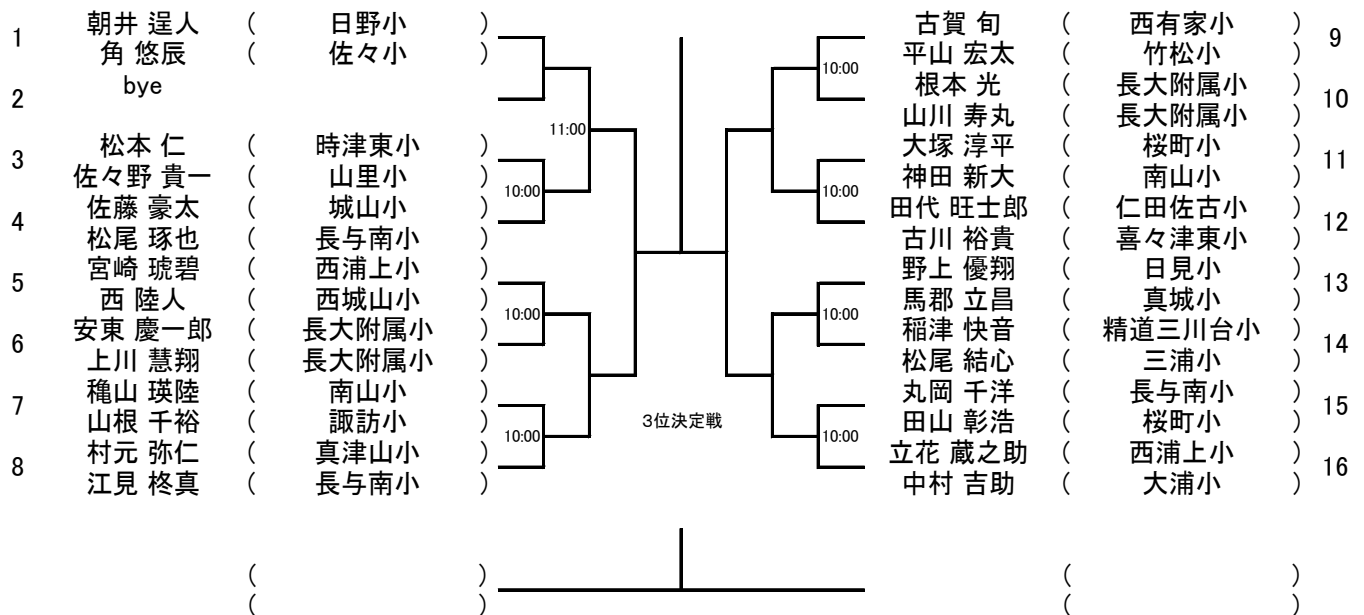 1 朝井 逞人 ( 日野小 )
角 悠辰 ( 佐々小 )
2 bye
3 松本 仁 ( 時津東小 )
佐々野 貴一 ( 山里小 )
4 佐藤 豪太 ( 城山小 )
松尾 琢也 ( 長与南小 )
5 宮崎 琥碧 ( 西浦上小 )
西 陸人 ( 西城山小 )
6 安東 慶一郎 ( 長大附属小 )
上川 慧翔 ( 長大附属小 )
7 穐山 瑛陸 ( 南山小 )
山根 千裕 ( 諏訪小 )
8 村元 弥仁 ( 真津山小 )
江見 柊真 ( 長与南小 )
11:00
10:00
10:00
10:00
3位決定戦
10:00
10:00
10:00
10:00
古賀 旬 ( 西有家小 ) 9
平山 宏太 ( 竹松小 )
根本 光 ( 長大附属小 ) 10
山川 寿丸 ( 長大附属小 )
大塚 淳平 ( 桜町小 ) 11
神田 新大 ( 南山小 )
田代 旺士郎 ( 仁田佐古小 ) 12
古川 裕貴 ( 喜々津東小 )
野上 優翔 ( 日見小 ) 13
馬郡 立昌 ( 真城小 )
稲津 快音 ( 精道三川台小 ) 14
松尾 結心 ( 三浦小 )
丸岡 千洋 ( 長与南小 ) 15
田山 彰浩 ( 桜町小 )
立花 蔵之助 ( 西浦上小 ) 16
中村 吉助 ( 大浦小 )
( ) ( )
( ) ( )